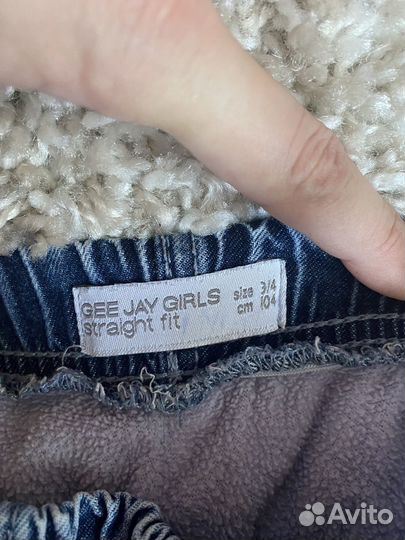 GEE JAY GIRLS size 3/4
straight fit cm 104
Avito